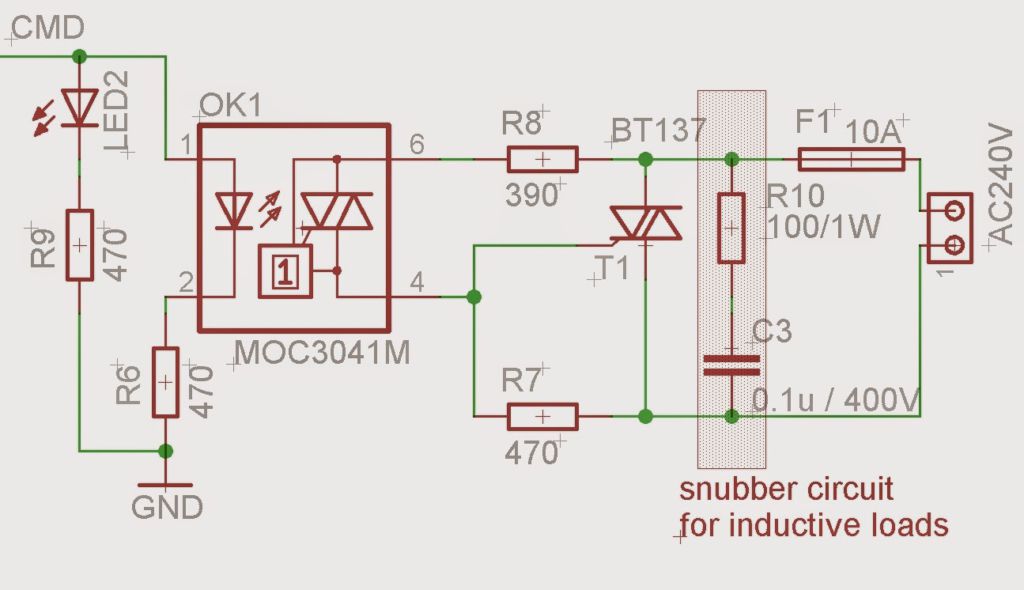 CMD
LED2
OK1
1
6
R8
390
BT137
F1
10A
AC240V
R9
470
1
2
4
T1
R10
100/1W
1
MOC3041M
R6
470
R7
470
C3
0.1u / 400V
GND
snubber circuit
for inductive loads